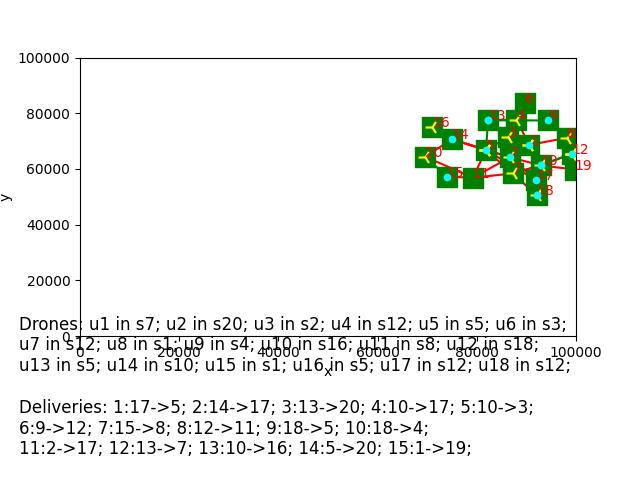 100000
80000
60000
40000
20000
0
y
0 20000 40000 60000 80000 100000
x
12
19
14
Drones: u1 in s7; u2 in s20; u3 in s2; u4 in s12; u5 in s5; u6 in s3;
u7 in s12; u8 in s1; u9 in s4; u10 in s16; u11 in s8; u12 in s18;
u13 in s5; u14 in s10; u15 in s1; u16 in s5; u17 in s12; u18 in s12;
Deliveries: 1:17->5; 2:14->17; 3:13->20; 4:10->17; 5:10->3;
6:9->12; 7:15->8; 8:12->11; 9:18->5; 10:18->4;
11:2->17; 12:13->7; 13:10->16; 14:5->20; 15:1->19;